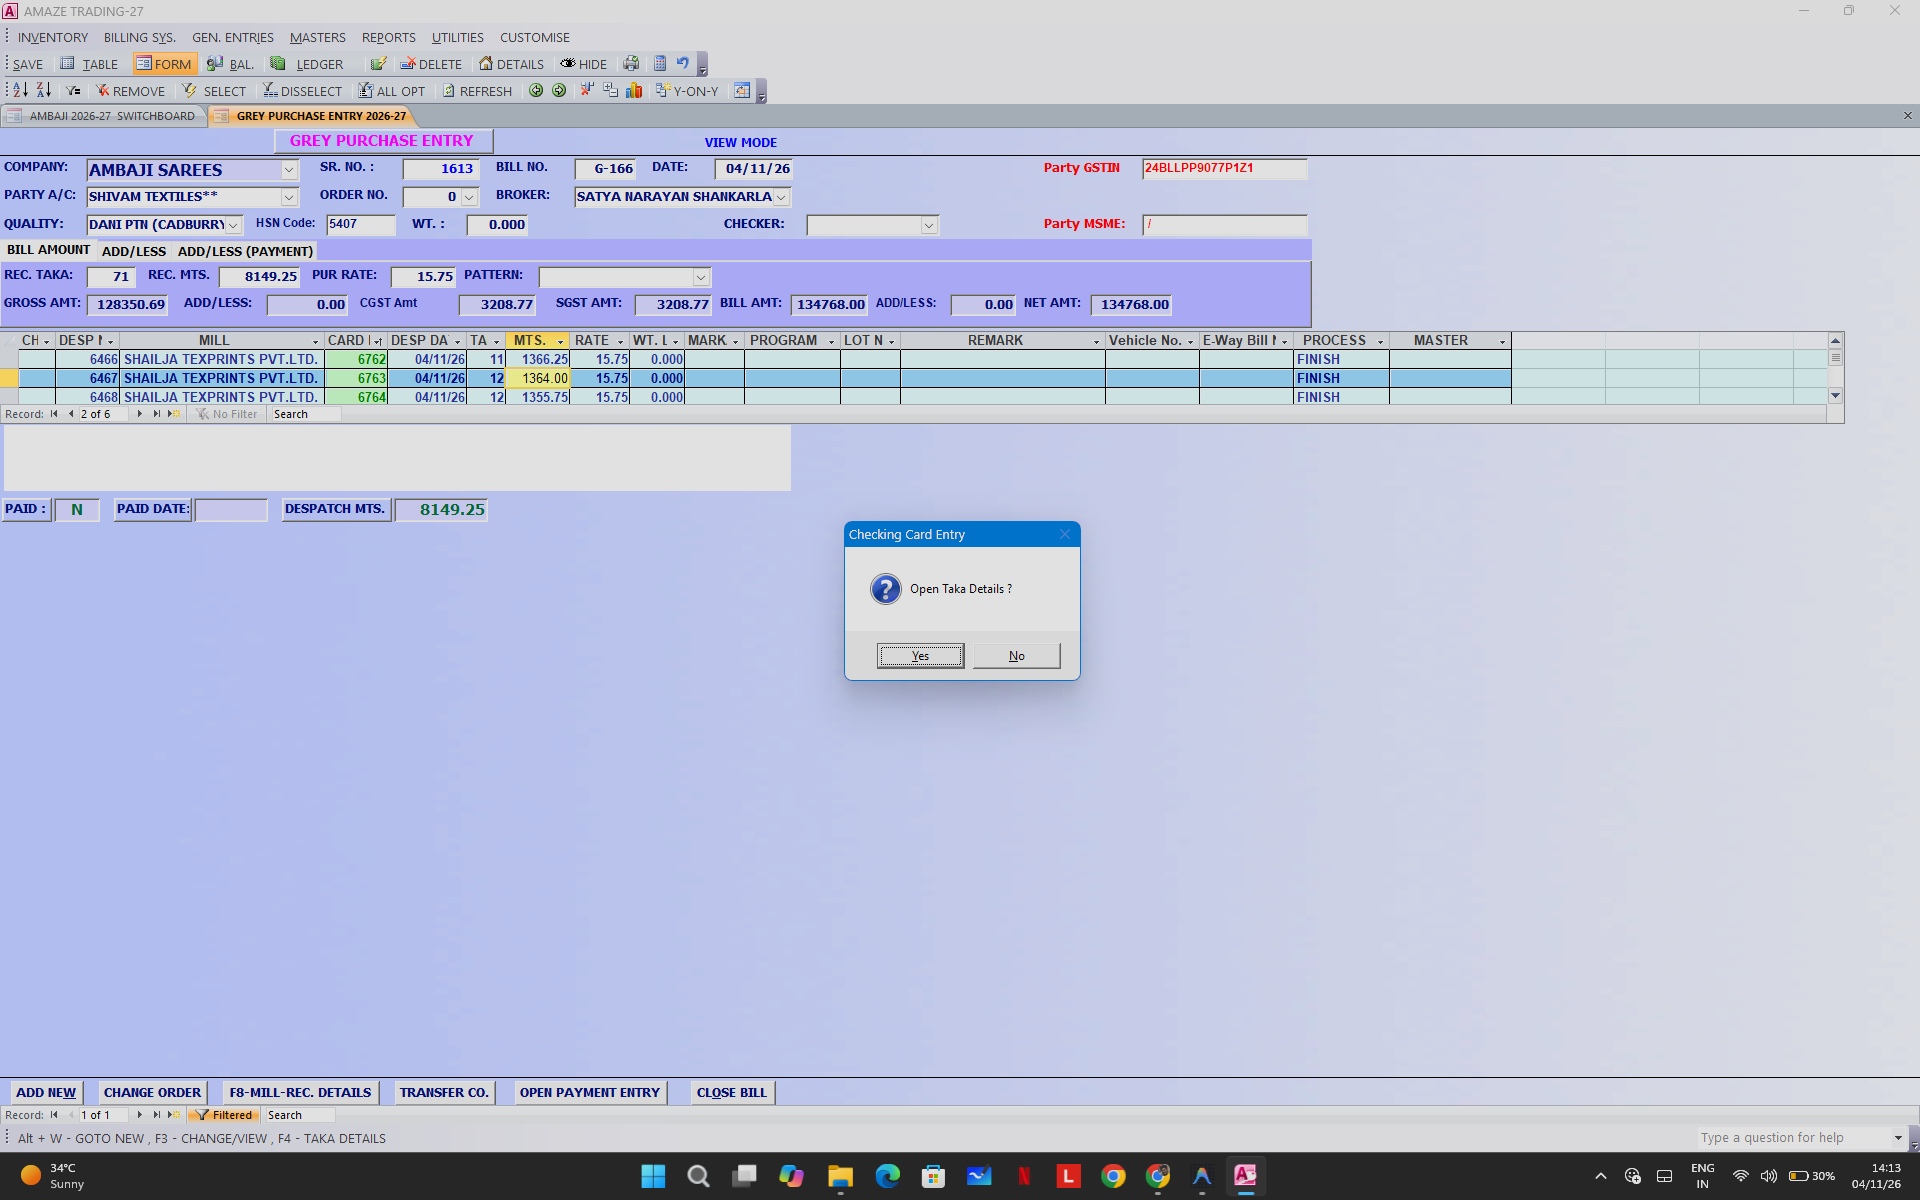 AMAZE TRADING-27
INVENTORY BILLING SYS. GEN. ENTRIES MASTERS REPORTS UTILITIES CUSTOMISE
SAVE TABLE FORM BAL. LEDGER DELETE DETAILS HIDE
REMOVE SELECT DISSELECT ALL OPT REFRESH Y-ON-Y
AMBAJI 2026-27 SWITCHBOARD GREY PURCHASE ENTRY 2026-27
GREY PURCHASE ENTRY VIEW MODE
COMPANY: AMBAJI SAREES SR. NO. : 1613 BILL NO. G-166 DATE: 04/11/26 Party GSTIN 24BLLPP9077P1Z1
PARTY A/C: SHIVAM TEXTILES** ORDER NO. 0 BROKER: SATYA NARAYAN SHANKARLA
QUALITY: DANI PTN (CADBURRY HSN Code: 5407 WT. : 0.000 CHECKER: Party MSME: /
BILL AMOUNT ADD/LESS ADD/LESS (PAYMENT)
REC. TAKA: 71 REC. MTS. 8149.25 PUR RATE: 15.75 PATTERN:
GROSS AMT: 128350.69 ADD/LESS: 0.00 CGST Amt 3208.77 SGST AMT: 3208.77 BILL AMT: 134768.00 ADD/LESS: 0.00 NET AMT: 134768.00
CH DESP MILL CARD DESP DA TA MTS. RATE WT. L MARK PROGRAM LOT N REMARK Vehicle No. E-Way Bill PROCESS MASTER
6466 SHAILJA TEXPRINTS PVT.LTD. 6762 04/11/26 11 1366.25 15.75 0.000 FINISH
6467 SHAILJA TEXPRINTS PVT.LTD. 6763 04/11/26 12 1364.00 15.75 0.000 FINISH
6468 SHAILJA TEXPRINTS PVT.LTD. 6764 04/11/26 12 1355.75 15.75 0.000 FINISH
Record: 2 of 6 No Filter Search
PAID : N PAID DATE: DESPATCH MTS. 8149.25
Checking Card Entry
Open Taka Details ?
Yes No
ADD NEW CHANGE ORDER F8-MILL-REC. DETAILS TRANSFER CO. OPEN PAYMENT ENTRY CLOSE BILL
Record: 1 of 1 Filtered Search
Alt + W - GOTO NEW , F3 - CHANGE/VIEW , F4 - TAKA DETAILS Type a question for help
34°C
Sunny
ENG
IN
30%
14:13
04/11/26